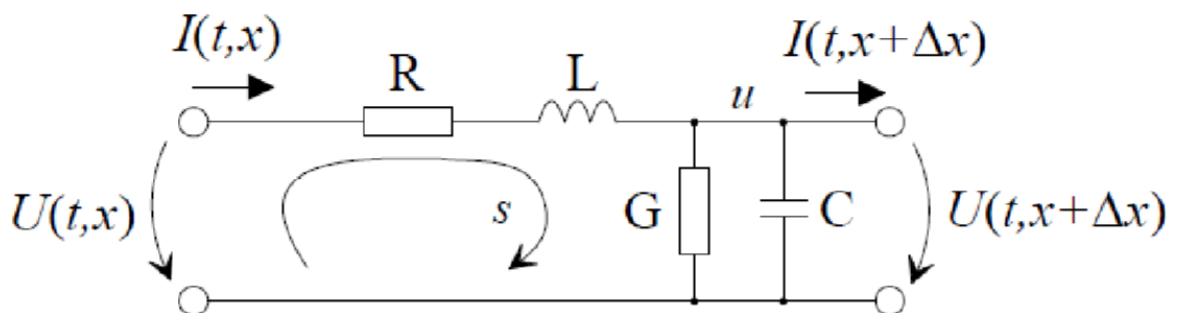 I(t,x)
I(t,x+Δx)
R
L
u
U(t,x)
s
G
C
U(t,x+Δx)